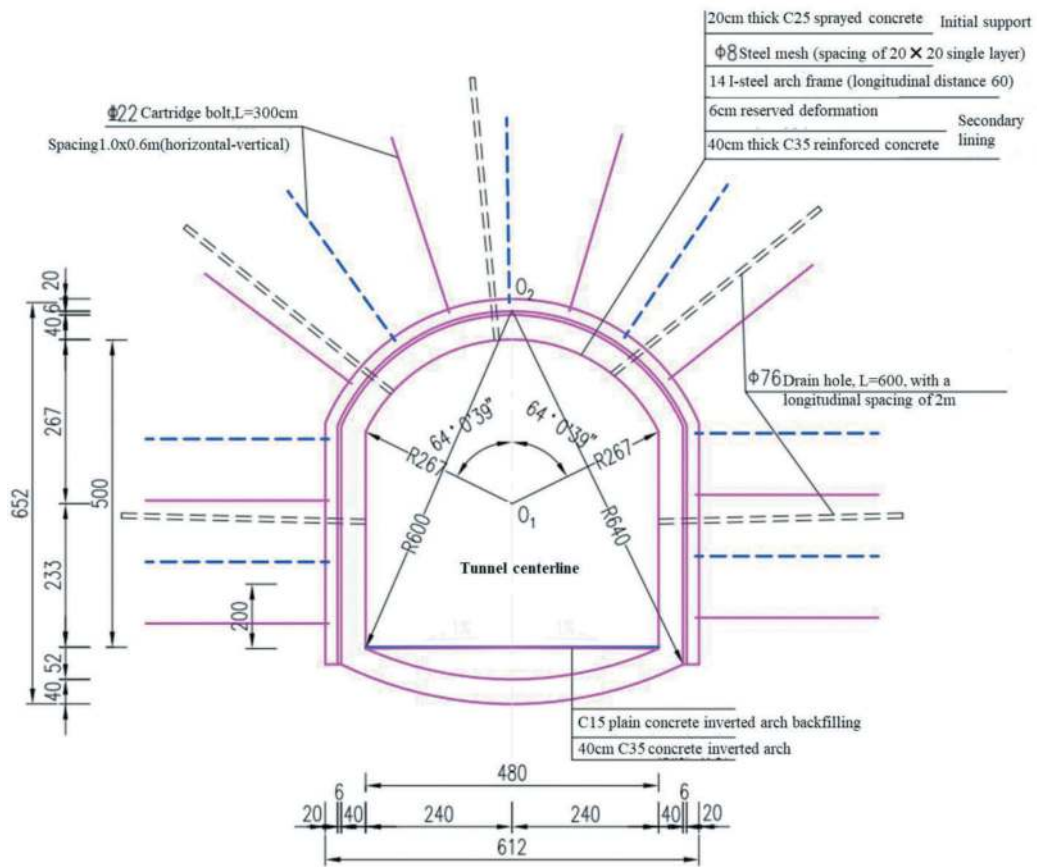 20cm thick C25 sprayed concrete Initial support
Φ8 Steel mesh (spacing of 20 × 20 single layer)
14 I-steel arch frame (longitudinal distance 60)
6cm reserved deformation
Secondary
lining
40cm thick C35 reinforced concrete
Φ22 Cartridge bolt,L=300cm
Spacing1.0x0.6m(horizontal-vertical)
O2
20
6
40
267
652
500
233
200
52
40
64°0'39"
64°0'39"
R267
R267
O1
R600
R640
Tunnel centerline
Φ76 Drain hole, L=600, with a
longitudinal spacing of 2m
C15 plain concrete inverted arch backfilling
40cm C35 concrete inverted arch
480
6
6
20
40
240
240
40
20
612